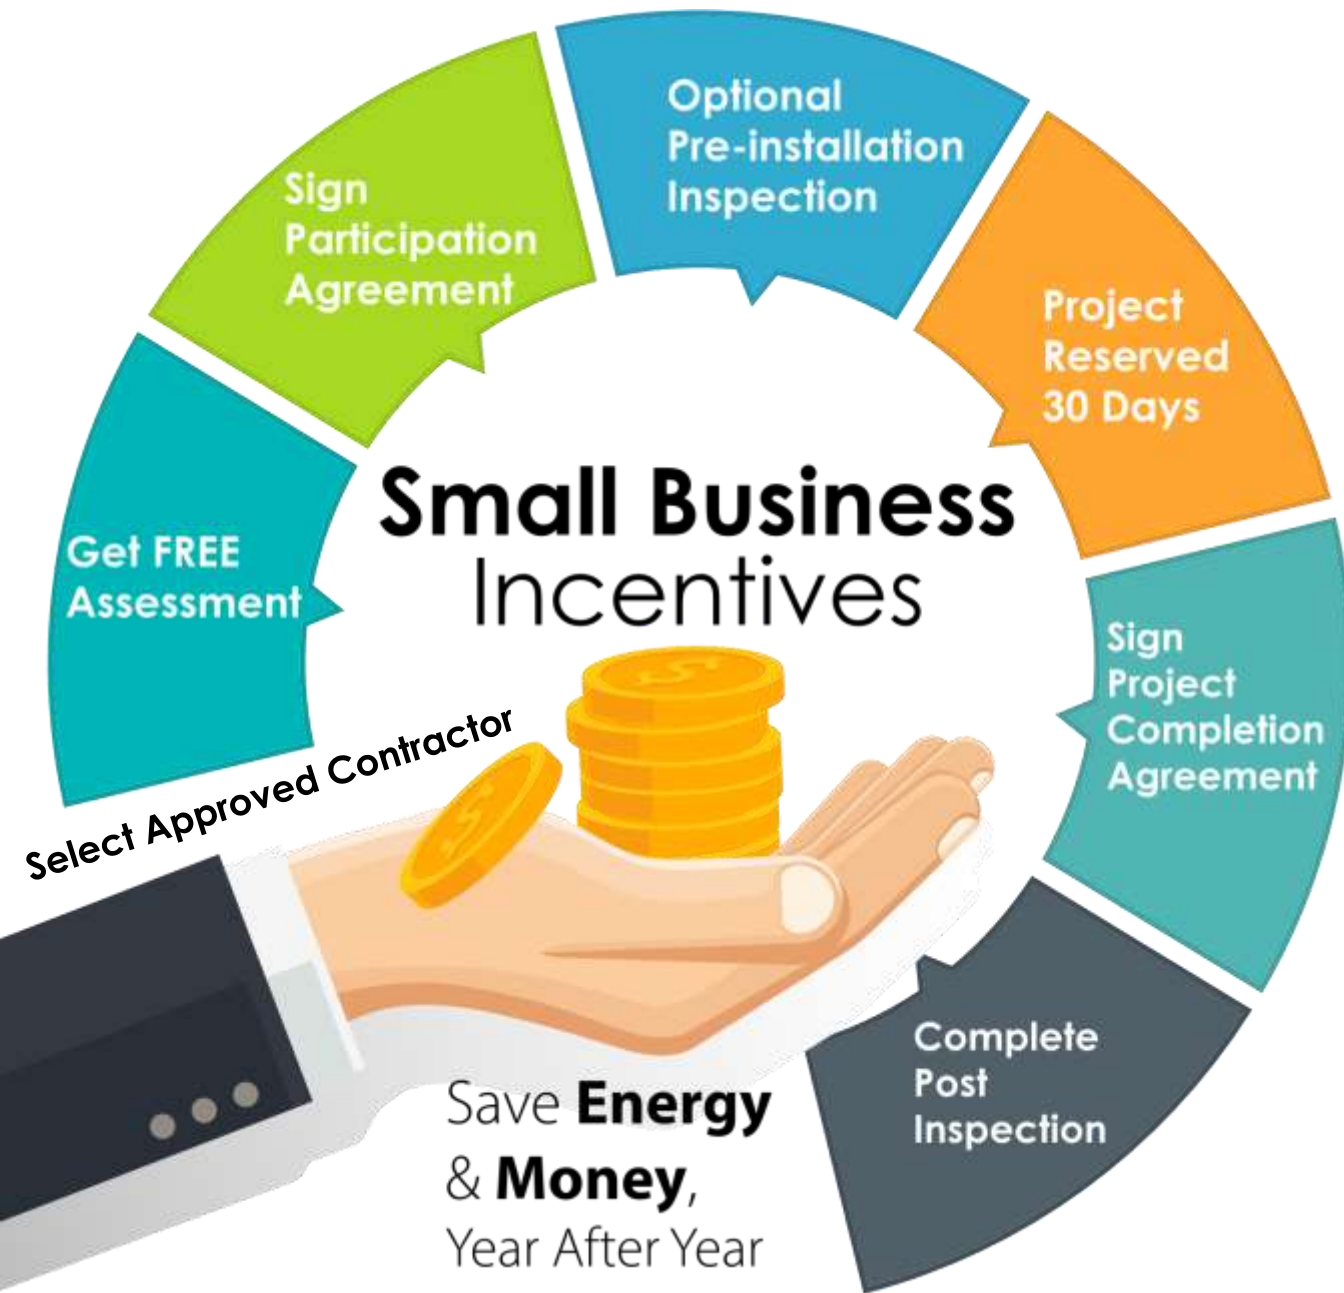 Optional
Pre-installation
Inspection
Sign
Participation
Agreement
Project
Reserved
30 Days
Get FREE
Assessment
Small Business
Incentives
Sign
Project
Completion
Agreement
Select Approved Contractor
Complete
Post
Inspection
Save Energy
& Money,
Year After Year